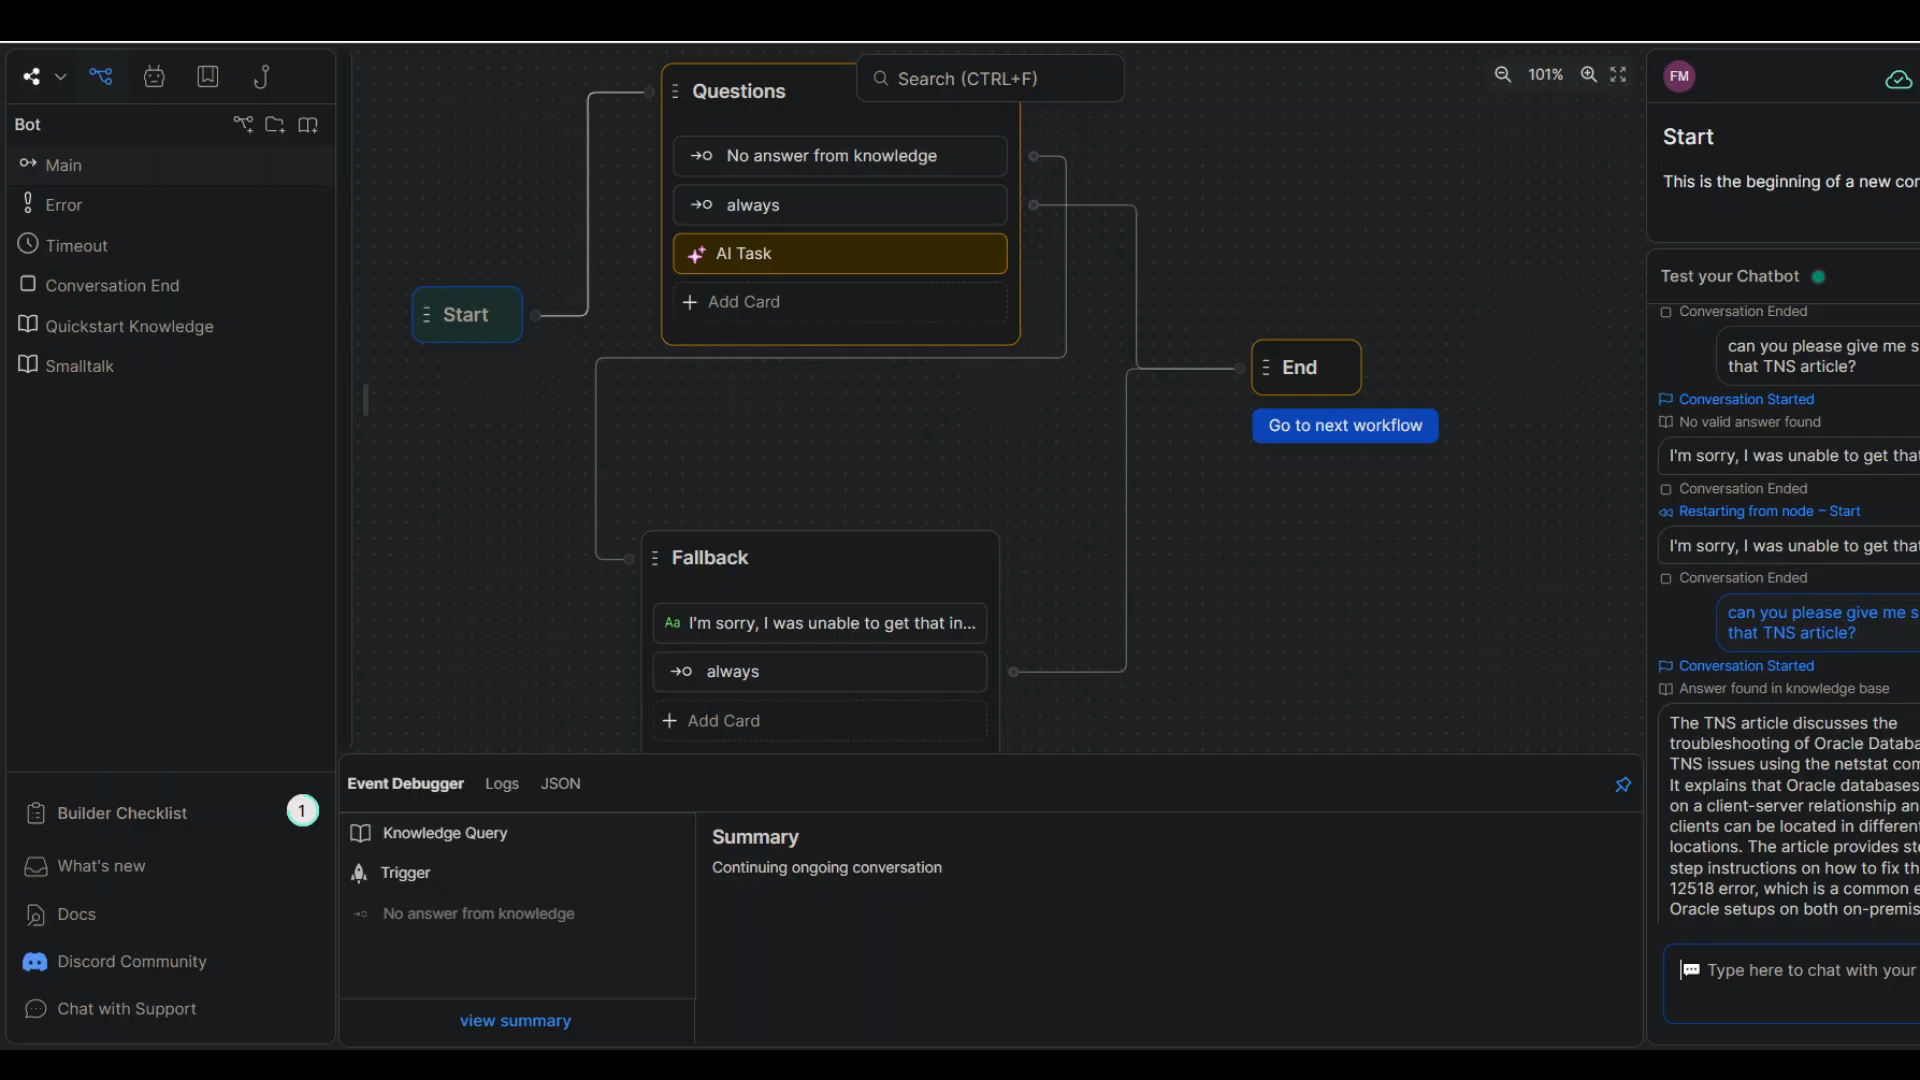 Bot
Main
Error
Timeout
Conversation End
Quickstart Knowledge
Smalltalk
Builder Checklist
1
What's new
Docs
Discord Community
Chat with Support
Search (CTRL+F)
101%
Start
Questions
No answer from knowledge
always
AI Task
Add Card
Fallback
Aa I'm sorry, I was unable to get that in...
always
Add Card
End
Go to next workflow
Event Debugger
Logs
JSON
Knowledge Query
Trigger
No answer from knowledge
view summary
Summary
Continuing ongoing conversation
FM
Start
This is the beginning of a new
Test your Chatbot
Conversation Ended
can you please give me
that TNS article?
Conversation Started
No valid answer found
I'm sorry, I was unable to get that
Conversation Ended
Restarting from node – Start
I'm sorry, I was unable to get that
Conversation Ended
can you please give me
that TNS article?
Conversation Started
Answer found in knowledge base
The TNS article discusses the
troubleshooting of Oracle
TNS issues using the netstat
It explains that Oracle databases
on a client-server relationship
clients can be located in different
locations. The article provides
step instructions on how to fix
12518 error, which is a common
Oracle setups on both
Type here to chat with your